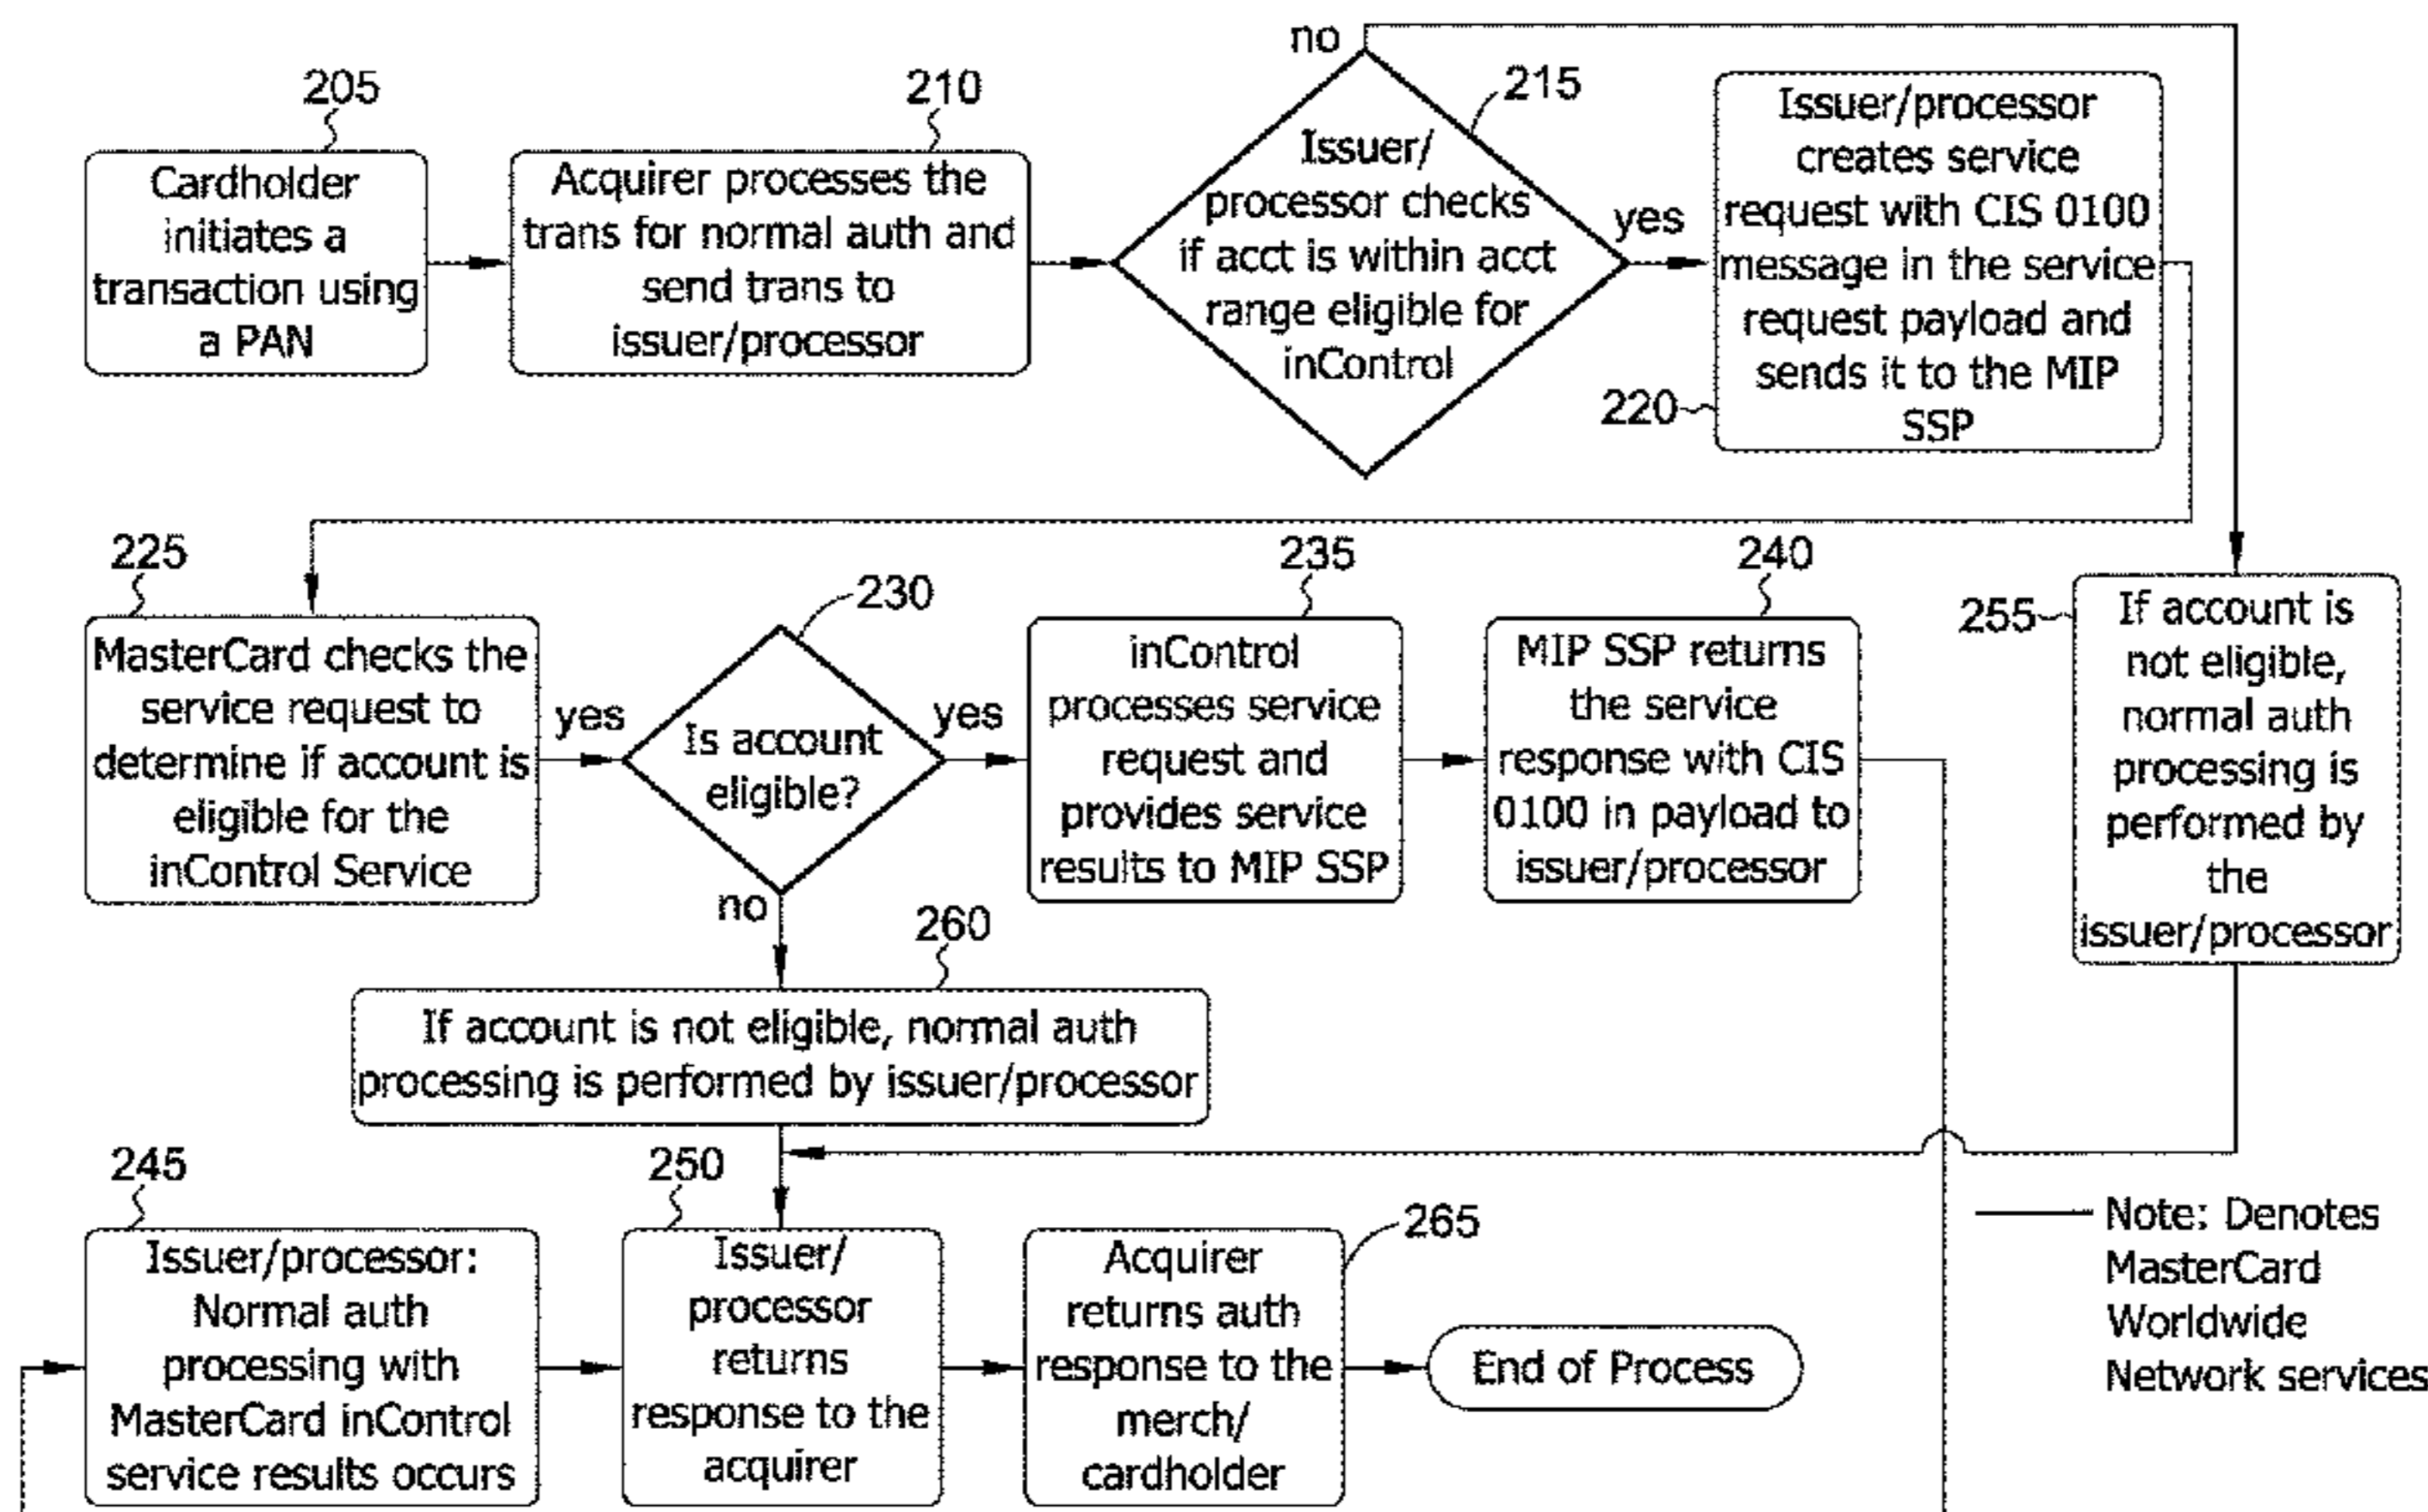 205
Cardholder
initiates a
transaction using
a PAN
210
Acquirer processes the
trans for normal auth and
send trans to
issuer/processor
no
215
Issuer/
processor checks
if acct is within acct
range eligible for
inControl
yes
Issuer/processor
creates service
request with CIS 0100
message in the service
request payload and
sends it to the MIP
SSP
220
225
MasterCard checks the
service request to
determine if account is
eligible for the
inControl Service
yes
230
Is account
eligible?
yes
no
235
inControl
processes service
request and
provides service
results to MIP SSP
240
MIP SSP returns
the service
response with CIS
0100 in payload to
issuer/processor
255
If account is
not eligible,
normal auth
processing is
performed by
the
issuer/processor
260
If account is not eligible, normal auth
processing is performed by issuer/processor
245
Issuer/processor:
Normal auth
processing with
MasterCard inControl
service results occurs
250
Issuer/
processor
returns
response to the
acquirer
265
Acquirer
returns auth
response to the
merch/
cardholder
End of Process
Note: Denotes
MasterCard
Worldwide
Network services